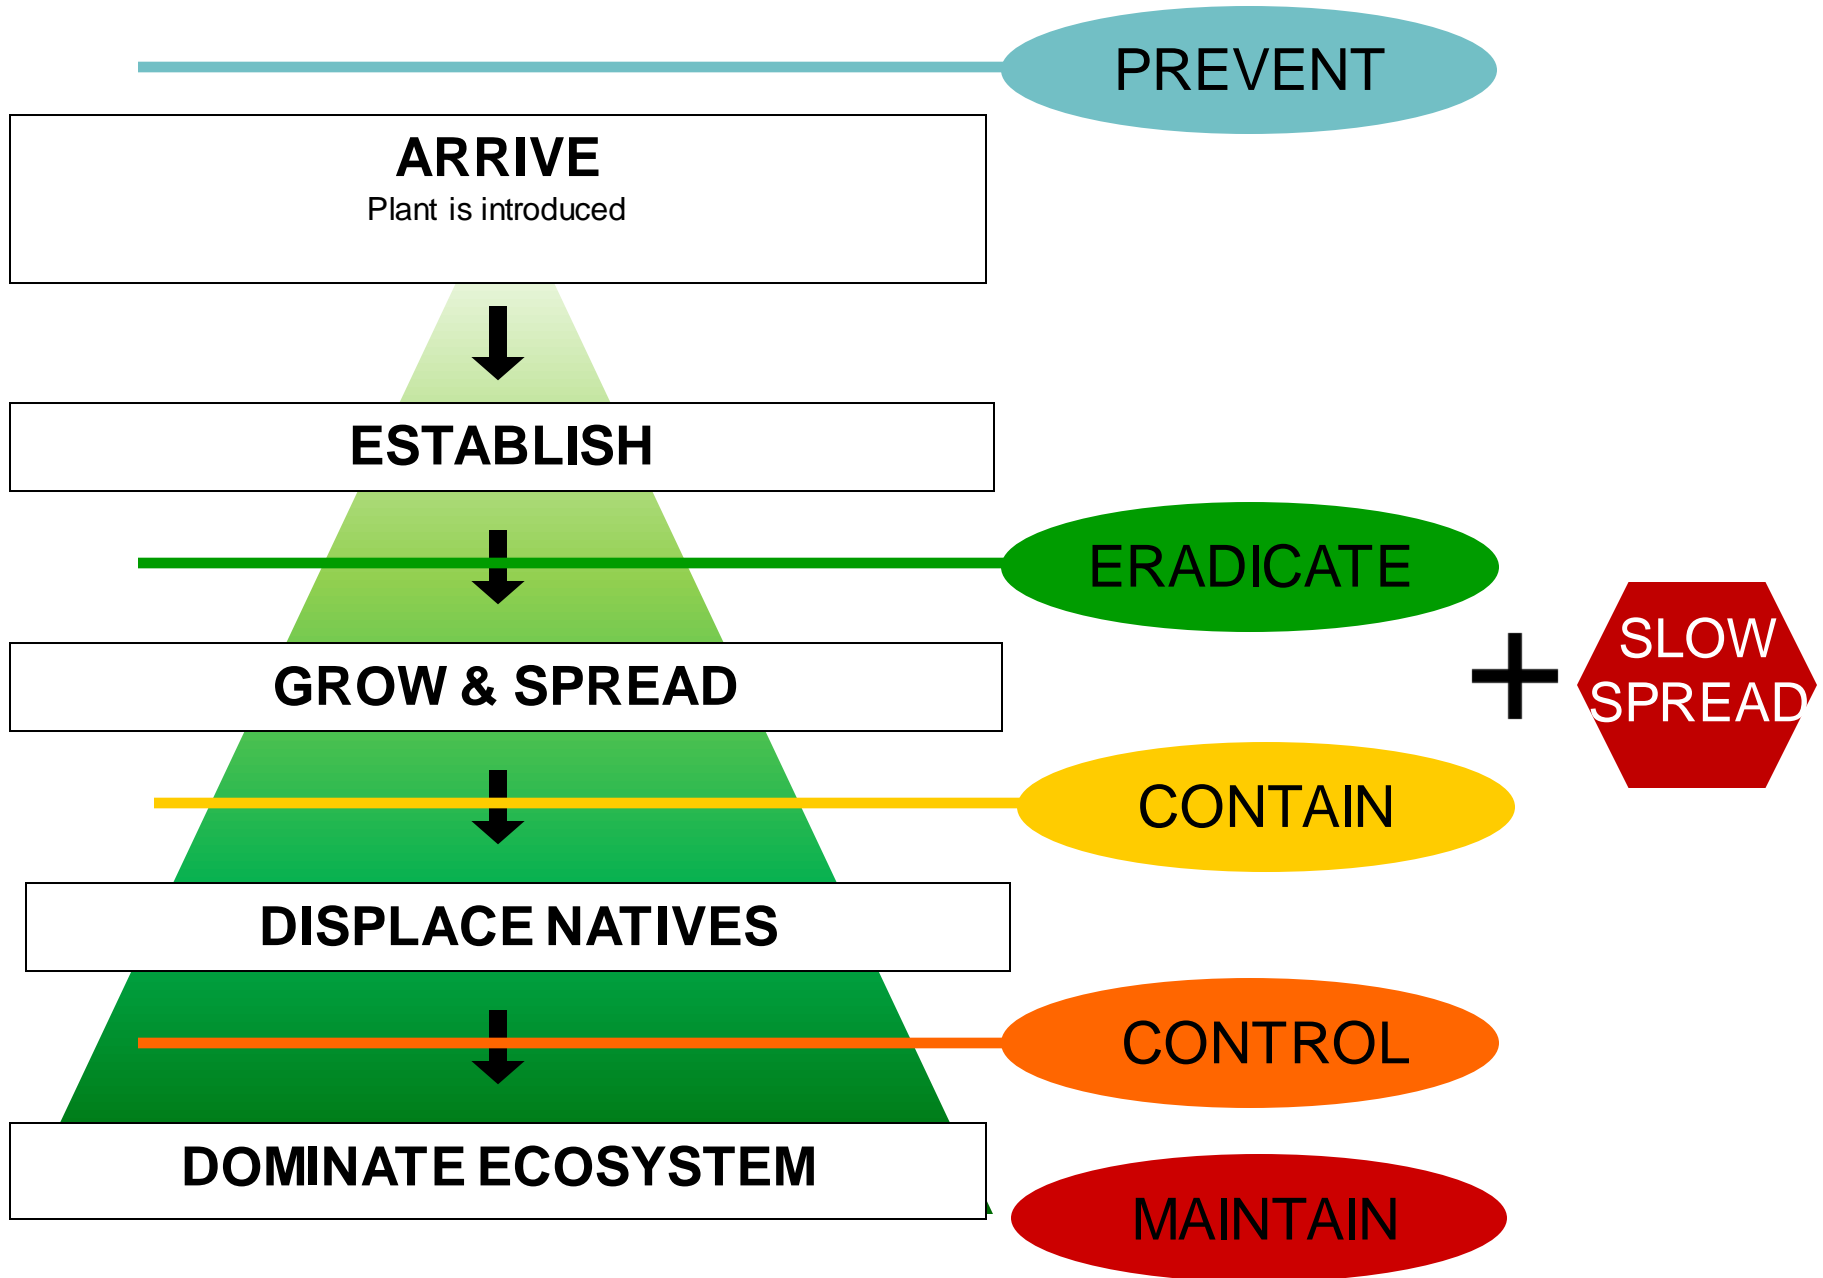 PREVENT
ARRIVE
Plant is introduced
ESTABLISH
ERADICATE
SLOW
SPREAD
GROW & SPREAD
CONTAIN
DISPLACE NATIVES
CONTROL
DOMINATE ECOSYSTEM
MAINTAIN